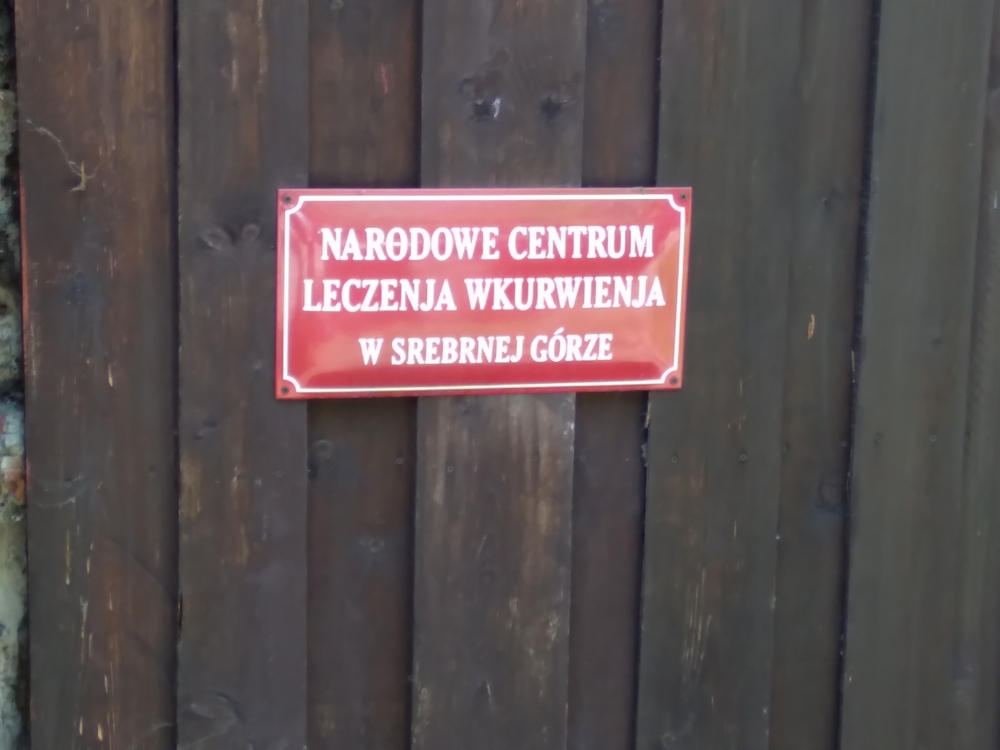 NARODOWE CENTRUM
LECZENJA WKURWIENJA
W SREBRNEJ GÓRZE